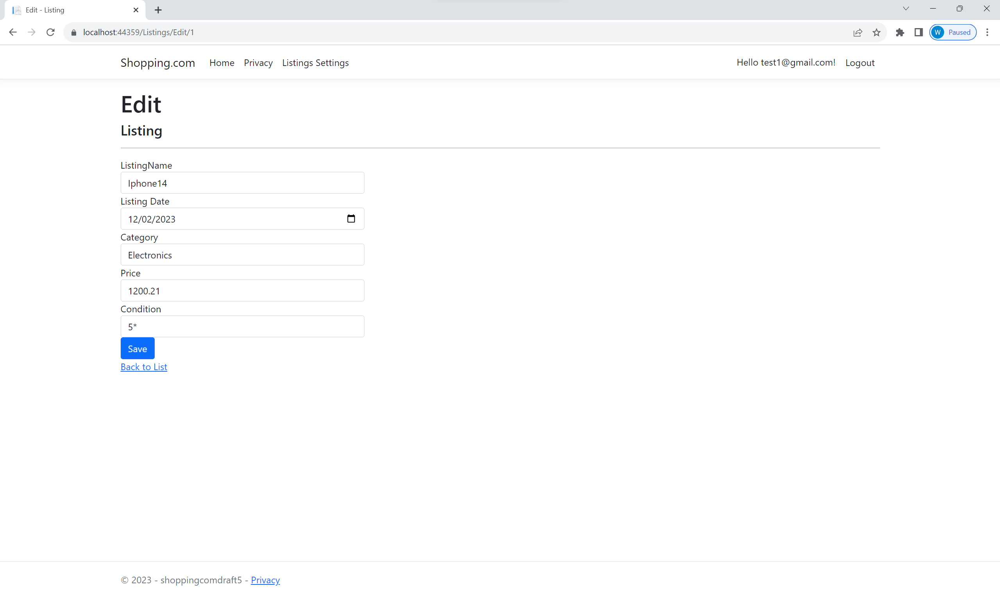 Edit - Listing
localhost:44359/Listings/Edit/1
W Paused
Shopping.com Home Privacy Listings Settings Hello test1@gmail.com! Logout
Edit
Listing
ListingName
Iphone14
Listing Date
12/02/2023
Category
Electronics
Price
1200.21
Condition
5*
Save
Back to List
© 2023 - shoppingcomdraft5 - Privacy